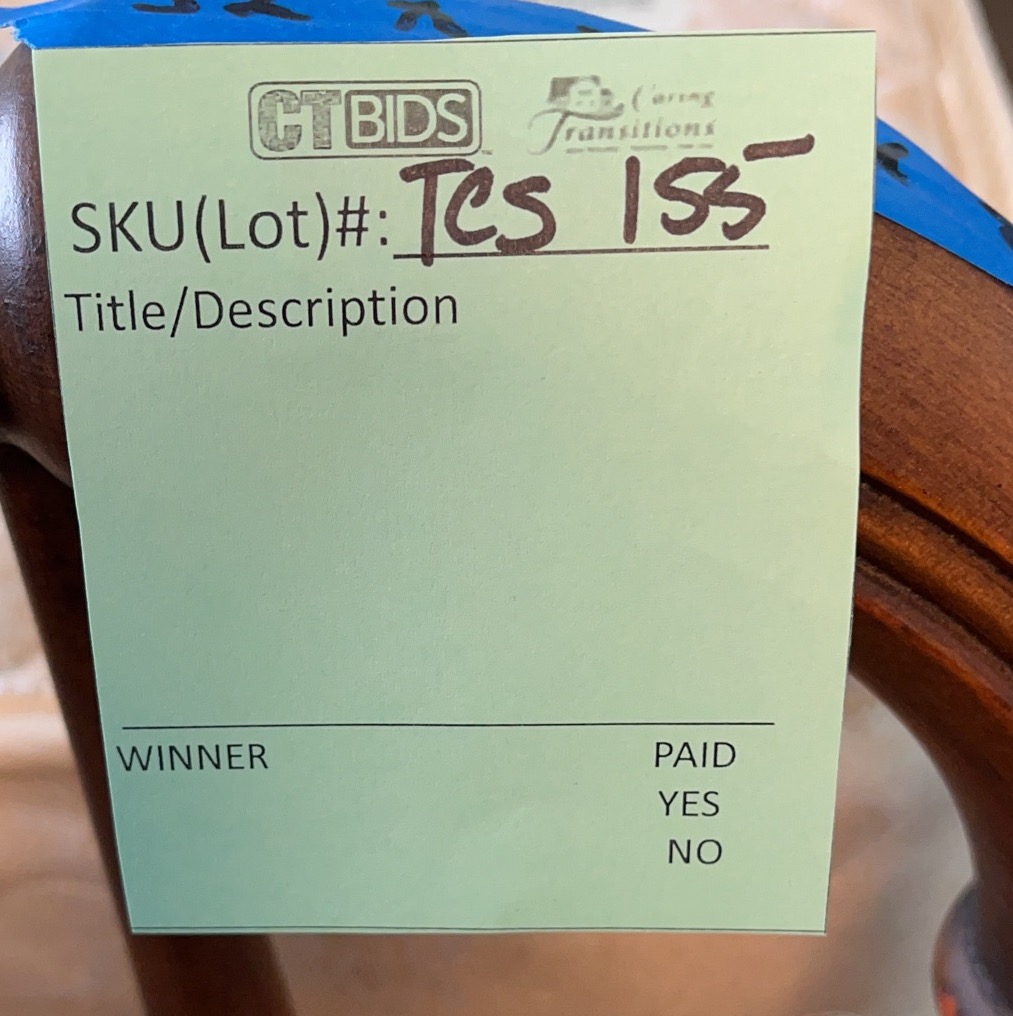 CTBIDS
Caring
Transitions
SKU(Lot)#: TCS 155
Title/Description
WINNER PAID
YES
NO